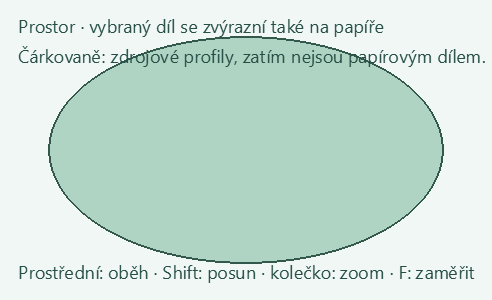 Prostor · vybraný díl se zvýrazní také na papíře
Čárkovaně: zdrojové profily, zatím nejsou papírovým dílem.
Prostřední: oběh · Shift: posun · kolečko: zoom · F: zaměřit